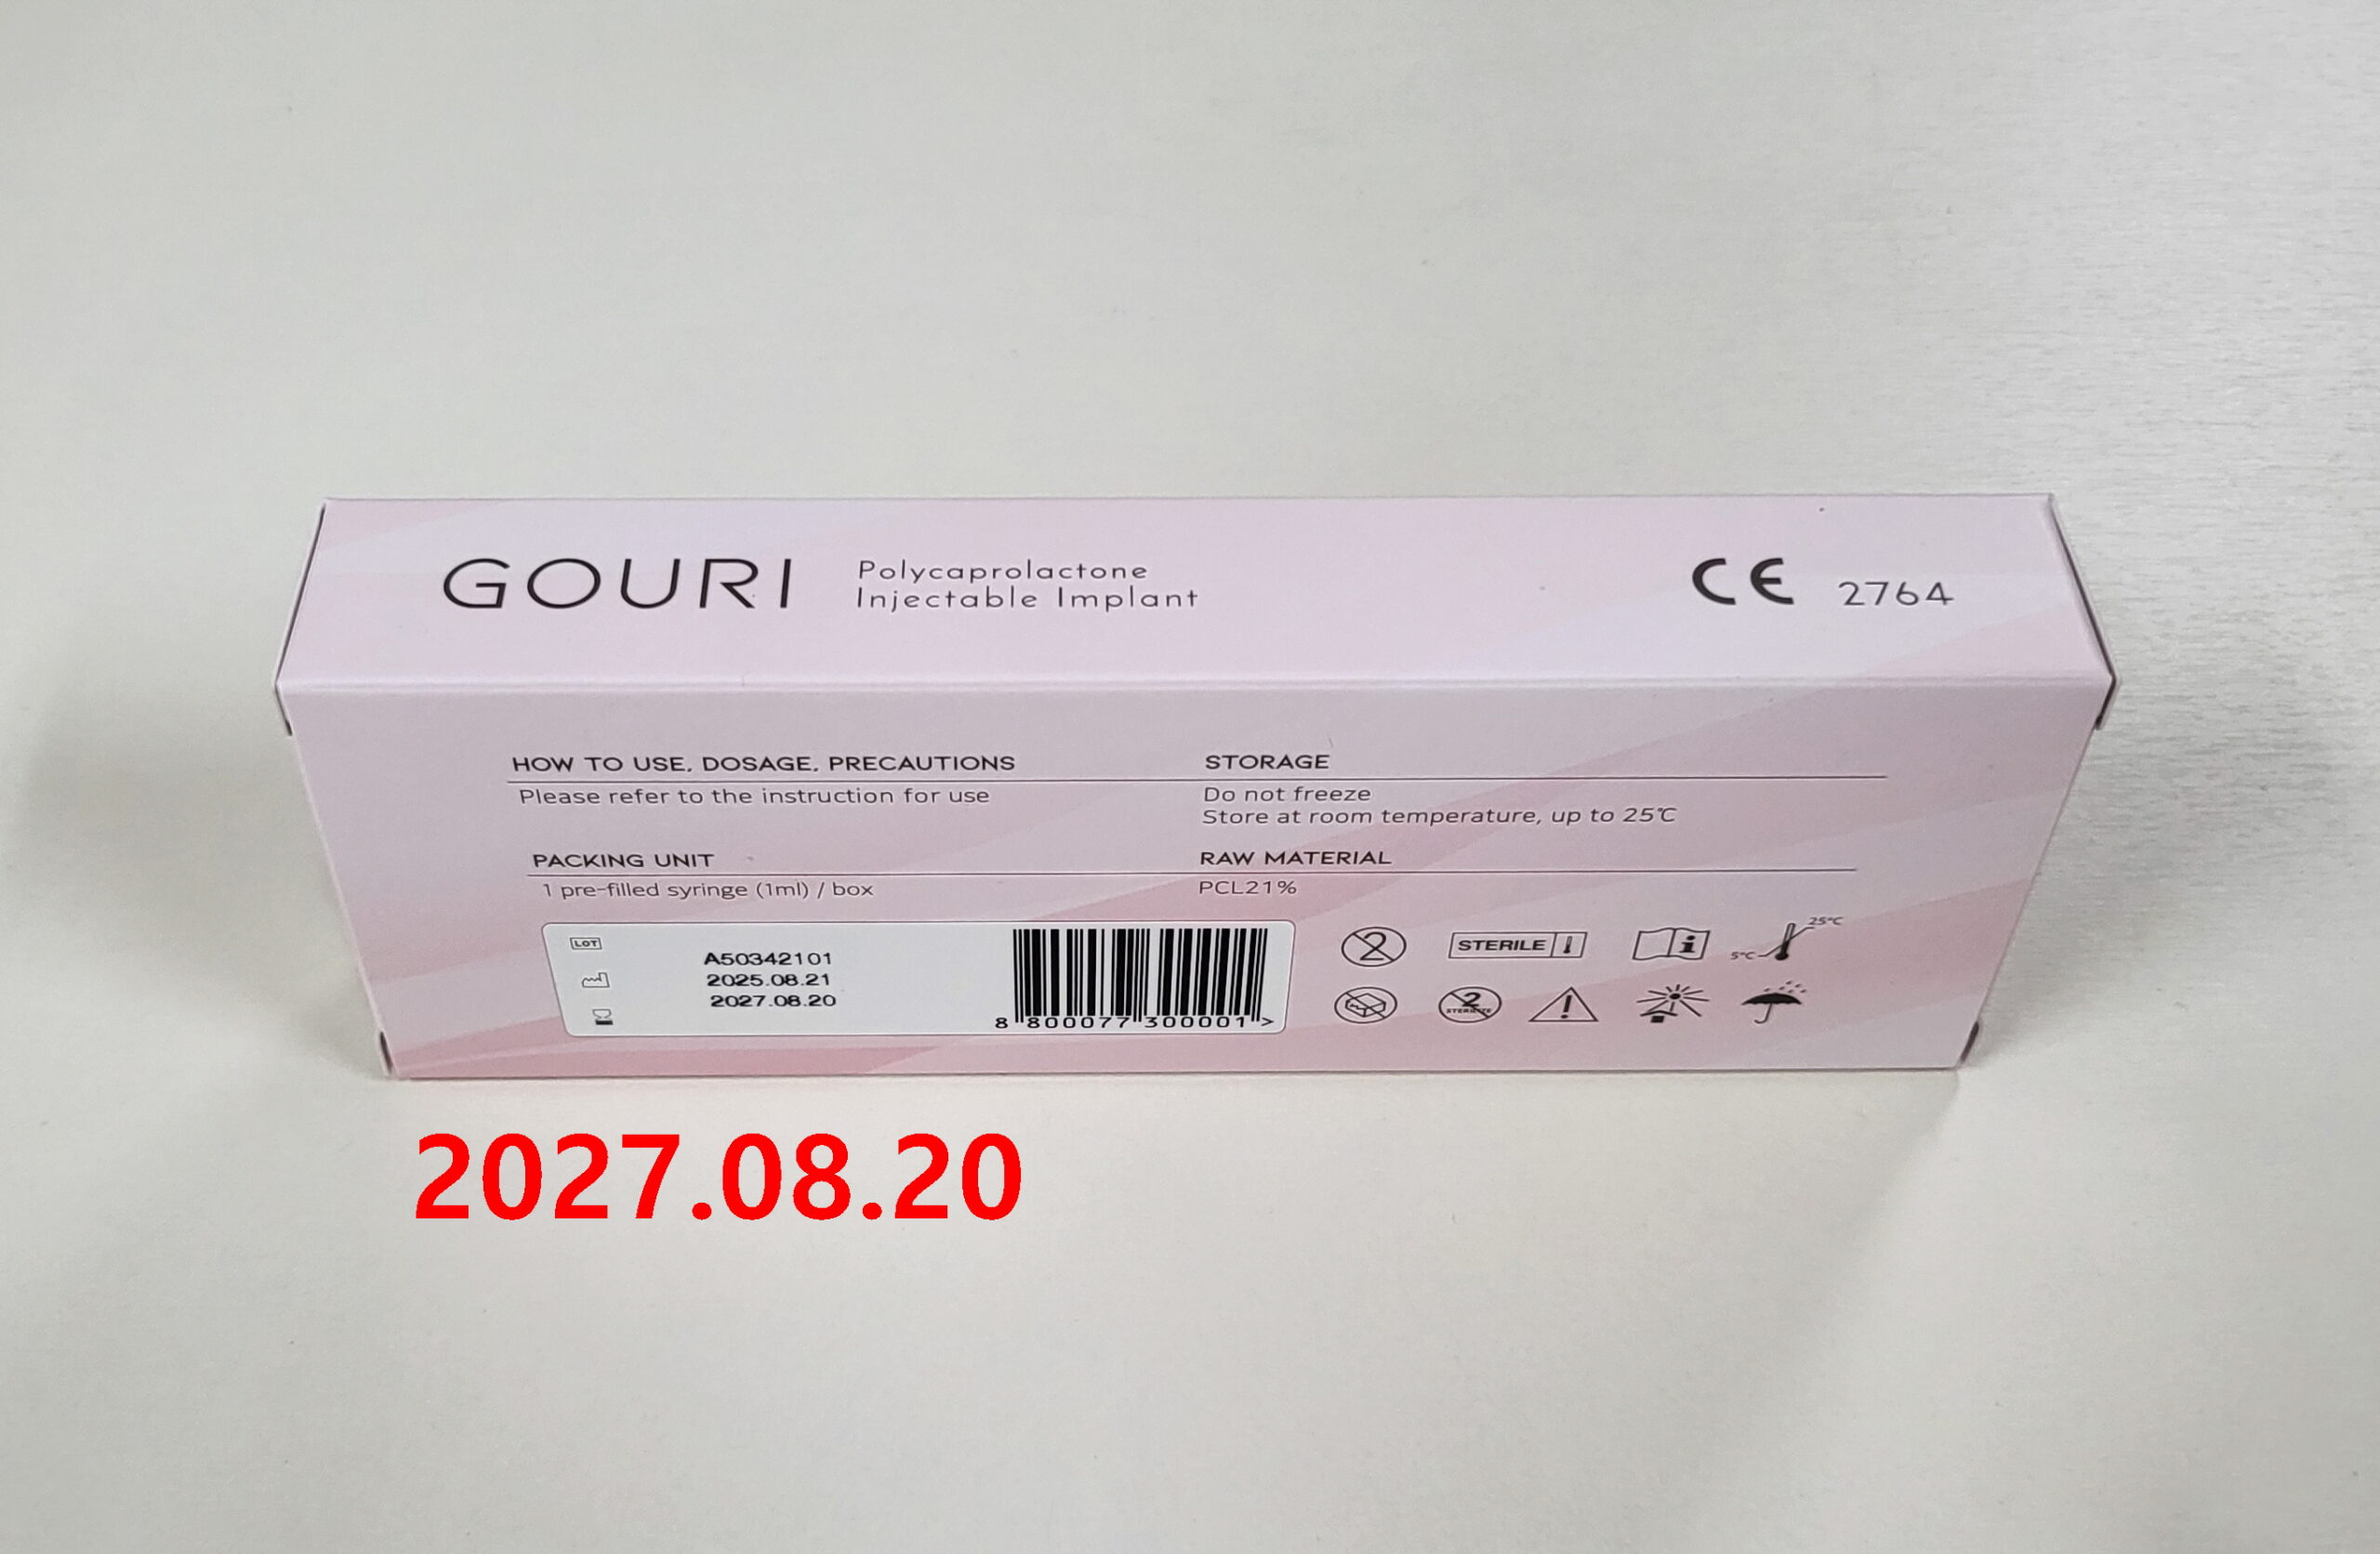 GOURI
Polycaprolactone
Injectable Implant
CE 2764
HOW TO USE, DOSAGE, PRECAUTIONS
Please refer to the instruction for use
STORAGE
Do not freeze
Store at room temperature, up to 25℃
PACKING UNIT
1 pre-filled syringe (1ml) / box
RAW MATERIAL
PCL21%
LOT
A50342101
2025.08.21
2027.08.20
8 800077 300001 >
2
STERILE
i
5°C
25°C
2
STERILIZE
!
2027.08.20